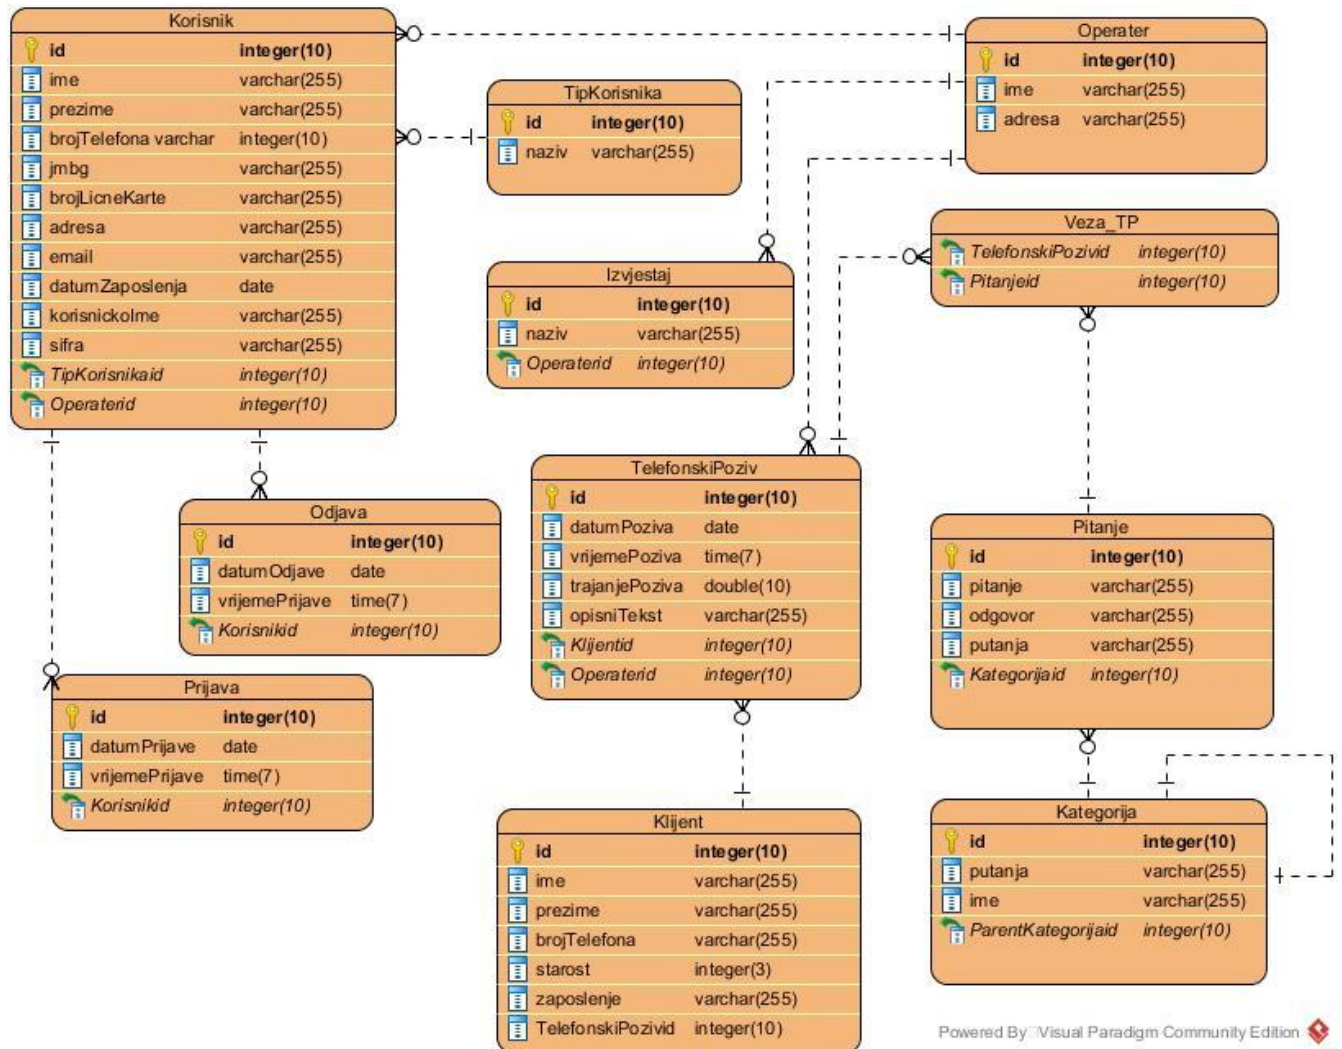 Korisnik
id integer(10)
ime varchar(255)
prezime varchar(255)
brojTelefona varchar integer(10)
jmbg varchar(255)
brojLicneKarte varchar(255)
adresa varchar(255)
email varchar(255)
datumZaposlenja date
korisnickoIme varchar(255)
sifra varchar(255)
TipKorisnikaid integer(10)
Operaterid integer(10)
TipKorisnika
id integer(10)
naziv varchar(255)
Operater
id integer(10)
ime varchar(255)
adresa varchar(255)
Izvjestaj
id integer(10)
naziv varchar(255)
Operaterid integer(10)
Veza_TP
TelefonskiPozivid integer(10)
Pitanjeid integer(10)
Odjava
id integer(10)
datumOdjave date
vrijemePrijave time(7)
Korisnikid integer(10)
TelefonskiPoziv
id integer(10)
datumPoziva date
vrijemePoziva time(7)
trajanjePoziva double(10)
opisniTekst varchar(255)
Klijentid integer(10)
Operaterid integer(10)
Pitanje
id integer(10)
pitanje varchar(255)
odgovor varchar(255)
putanja varchar(255)
Kategorijaid integer(10)
Prijava
id integer(10)
datumPrijave date
vrijemePrijave time(7)
Korisnikid integer(10)
Klijent
id integer(10)
ime varchar(255)
prezime varchar(255)
brojTelefona varchar(255)
starost integer(3)
zaposlenje varchar(255)
TelefonskiPozivid integer(10)
Kategorija
id integer(10)
putanja varchar(255)
ime varchar(255)
ParentKategorijaid integer(10)
Powered By Visual Paradigm Community Edition